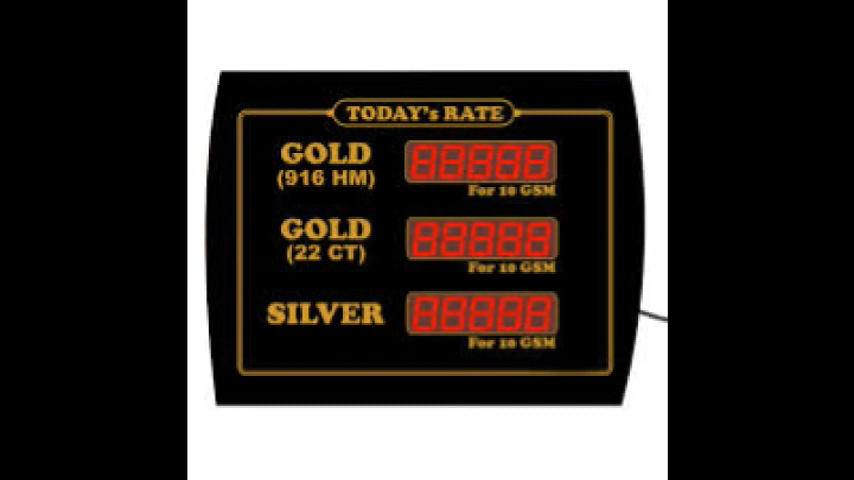 TODAY's RATE
GOLD
(916 HM)
88888
For 10 GSM
GOLD
(22 CT)
88888
For 10 GSM
SILVER
88888
For 10 GSM